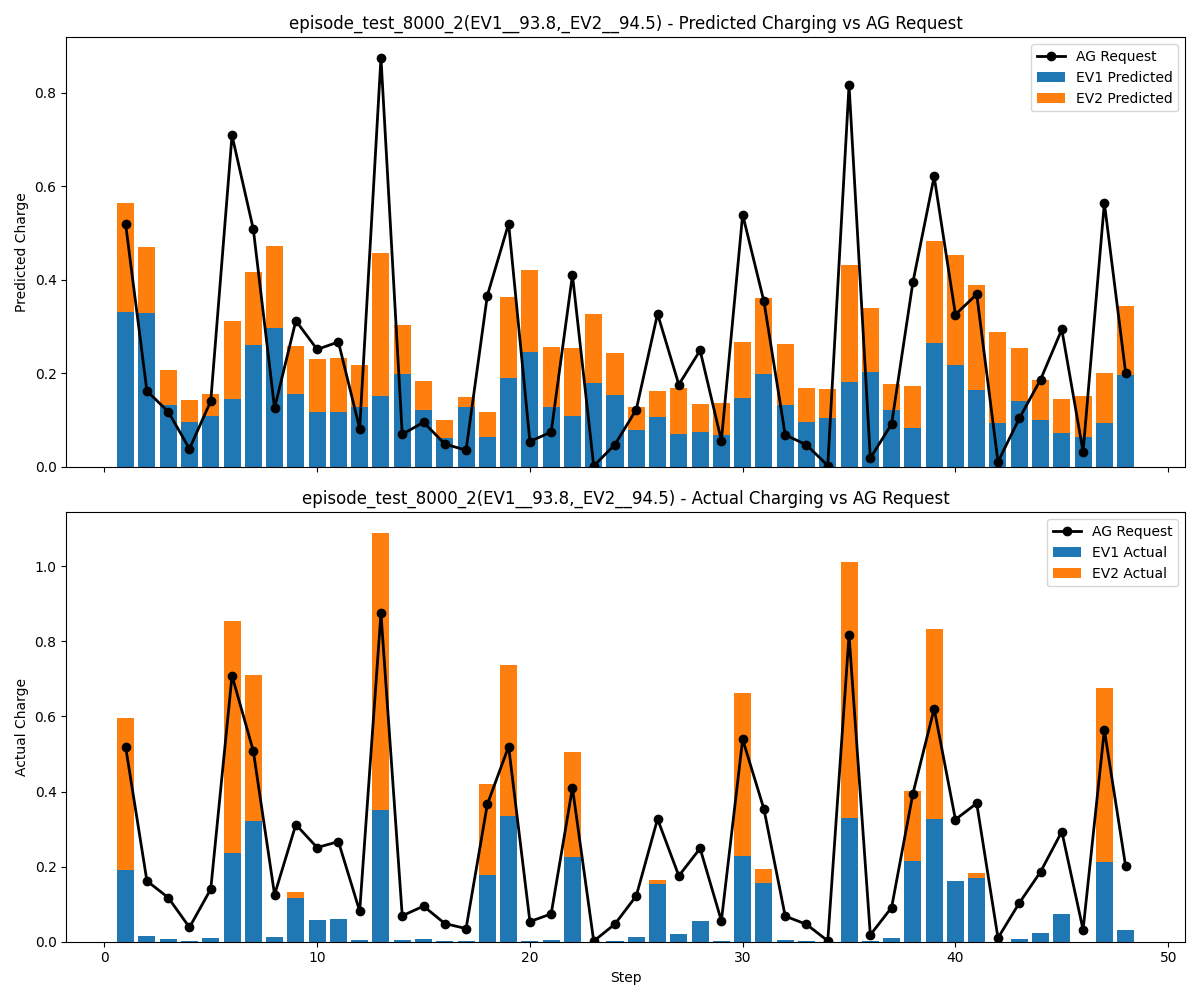 episode_test_8000_2(EV1__93.8,_EV2__94.5) - Predicted Charging vs AG Request
AG Request
EV1 Predicted
EV2 Predicted
Predicted Charge
0.8
0.6
0.4
0.2
0.0
episode_test_8000_2(EV1__93.8,_EV2__94.5) - Actual Charging vs AG Request
AG Request
EV1 Actual
EV2 Actual
Actual Charge
1.0
0.8
0.6
0.4
0.2
0.0
0 10 20 30 40 50
Step